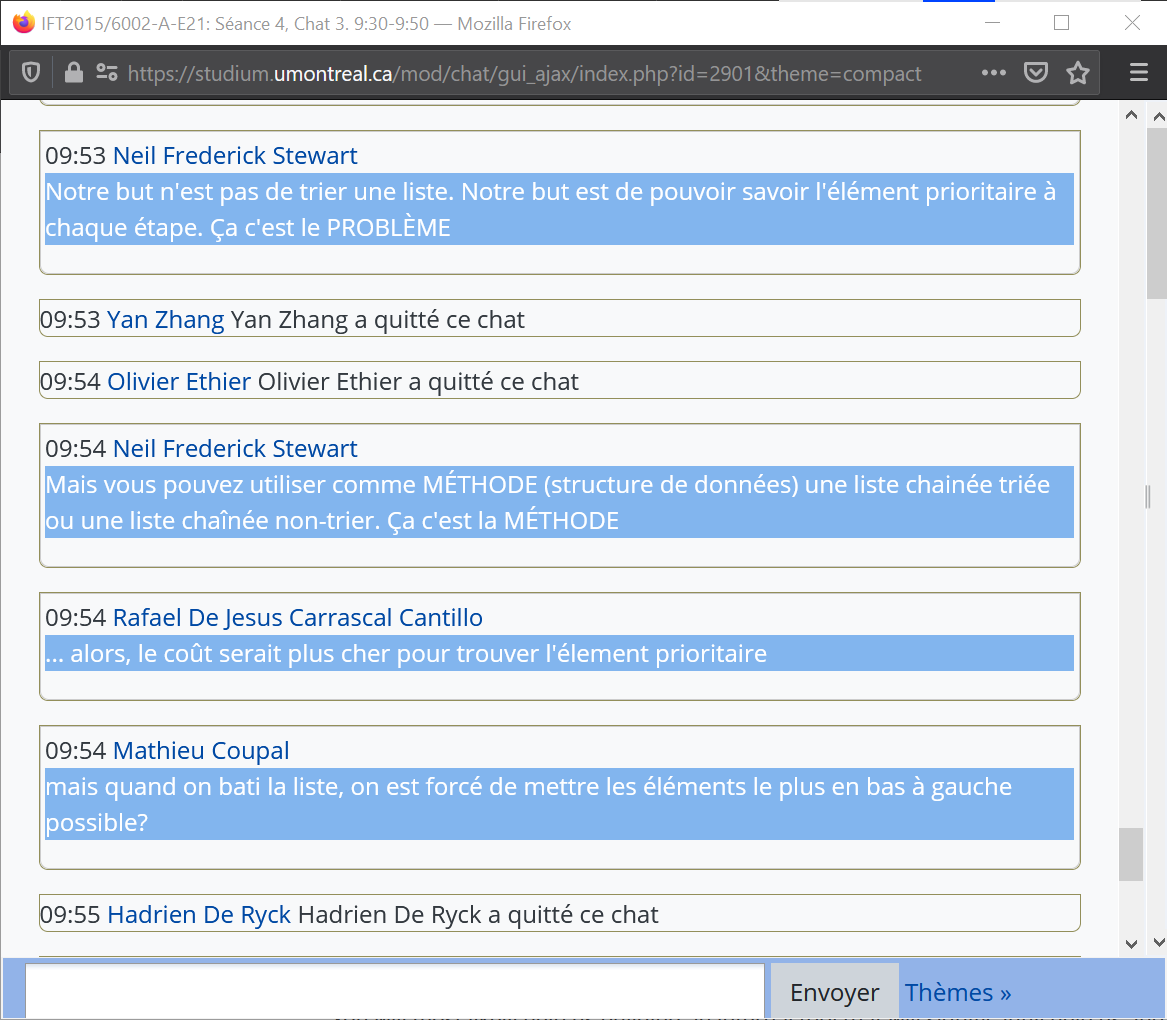 IFT2015/6002-A-E21: Séance 4, Chat 3. 9:30-9:50 — Mozilla Firefox
https://studium.umontreal.ca/mod/chat/gui_ajax/index.php?id=2901&theme=compact
09:53 Neil Frederick Stewart
Notre but n'est pas de trier une liste. Notre but est de pouvoir savoir l'élément prioritaire à
chaque étape. Ça c'est le PROBLÈME
09:53 Yan Zhang Yan Zhang a quitté ce chat
09:54 Olivier Ethier Olivier Ethier a quitté ce chat
09:54 Neil Frederick Stewart
Mais vous pouvez utiliser comme MÉTHODE (structure de données) une liste chainée triée
ou une liste chaînée non-trier. Ça c'est la MÉTHODE
09:54 Rafael De Jesus Carrascal Cantillo
... alors, le coût serait plus cher pour trouver l'élement prioritaire
09:54 Mathieu Coupal
mais quand on bati la liste, on est forcé de mettre les éléments le plus en bas à gauche
possible?
09:55 Hadrien De Ryck Hadrien De Ryck a quitté ce chat
Envoyer Thèmes »